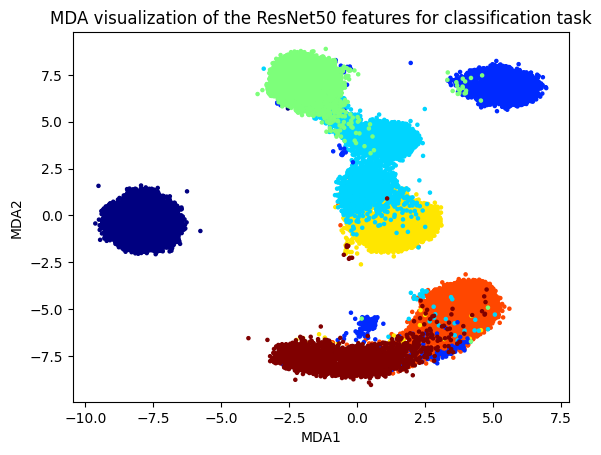 MDA visualization of the ResNet50 features for classification task
7.5
5.0
2.5
0.0
−2.5
−5.0
−7.5
MDA2
−10.0 −7.5 −5.0 −2.5 0.0 2.5 5.0 7.5
MDA1